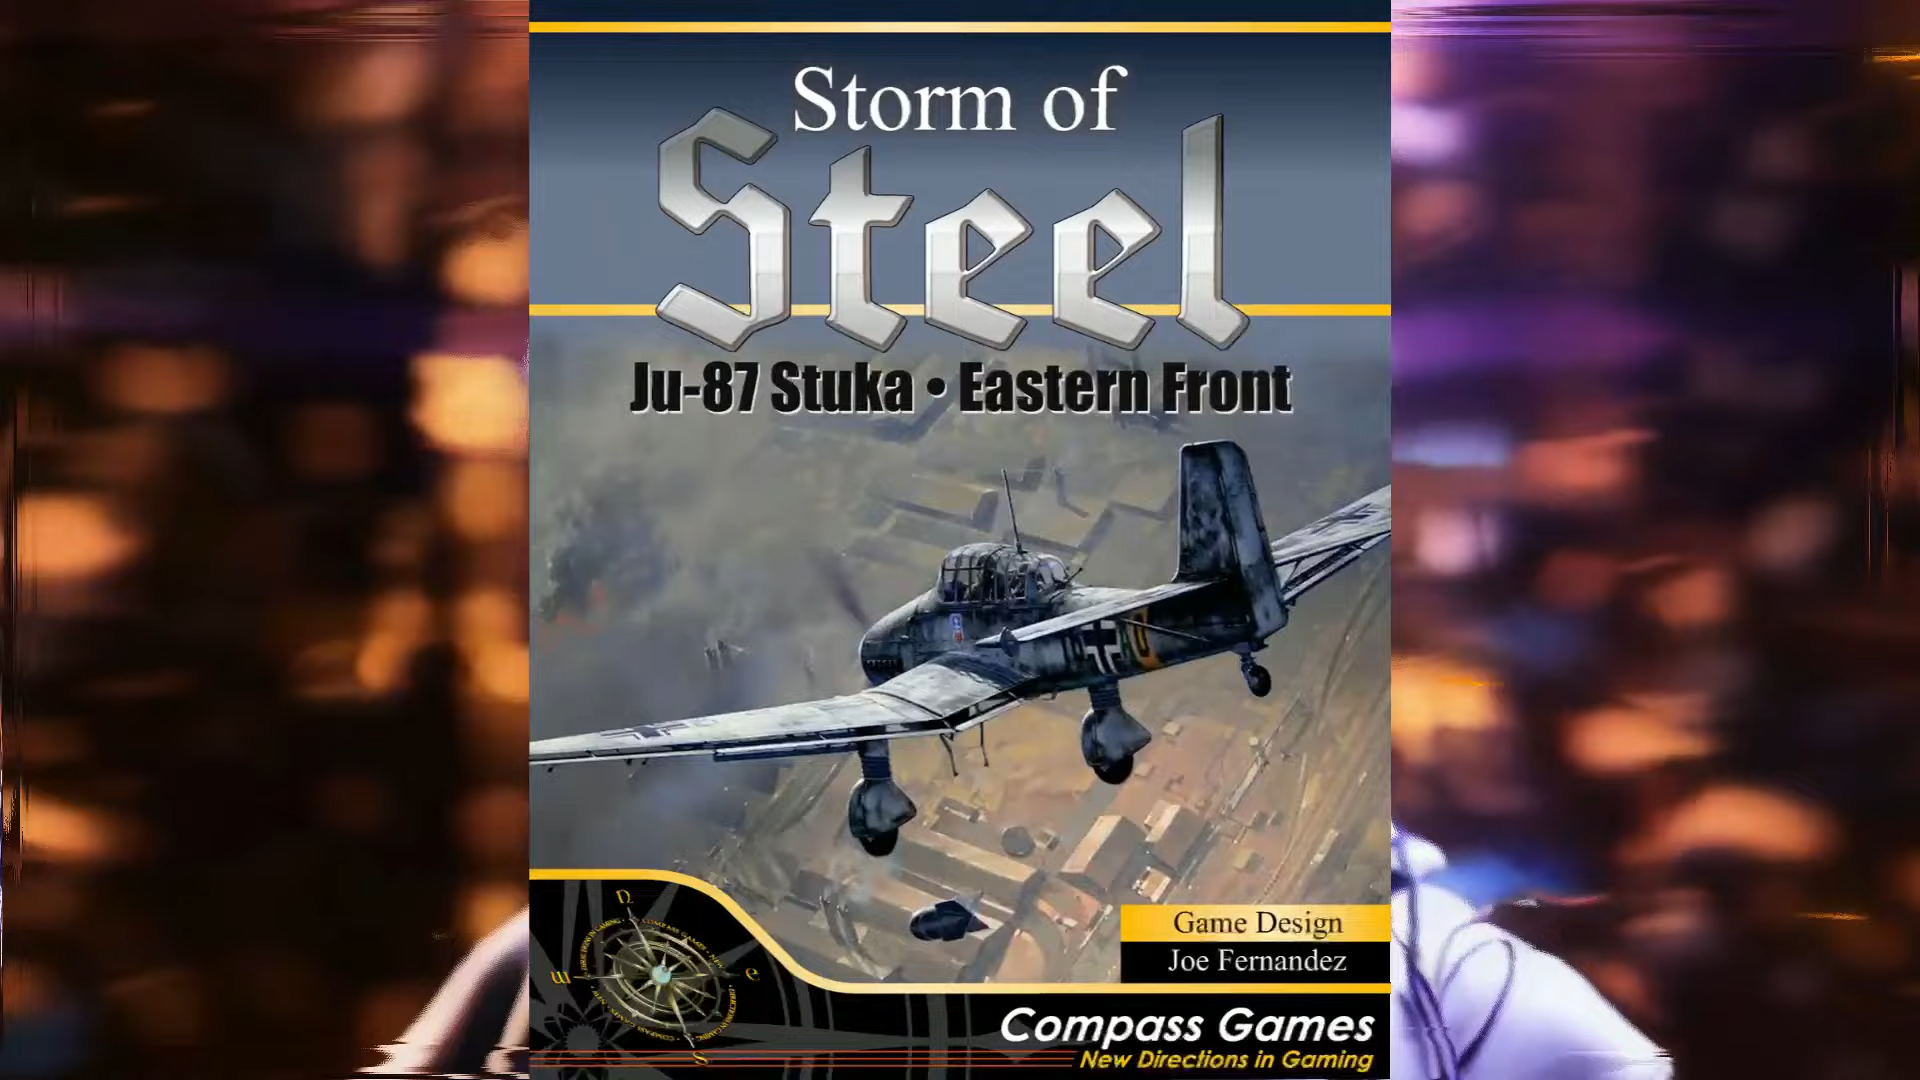 Storm of
Steel
Ju-87 Stuka • Eastern Front
Game Design
Joe Fernandez
Compass Games
New Directions in Gaming